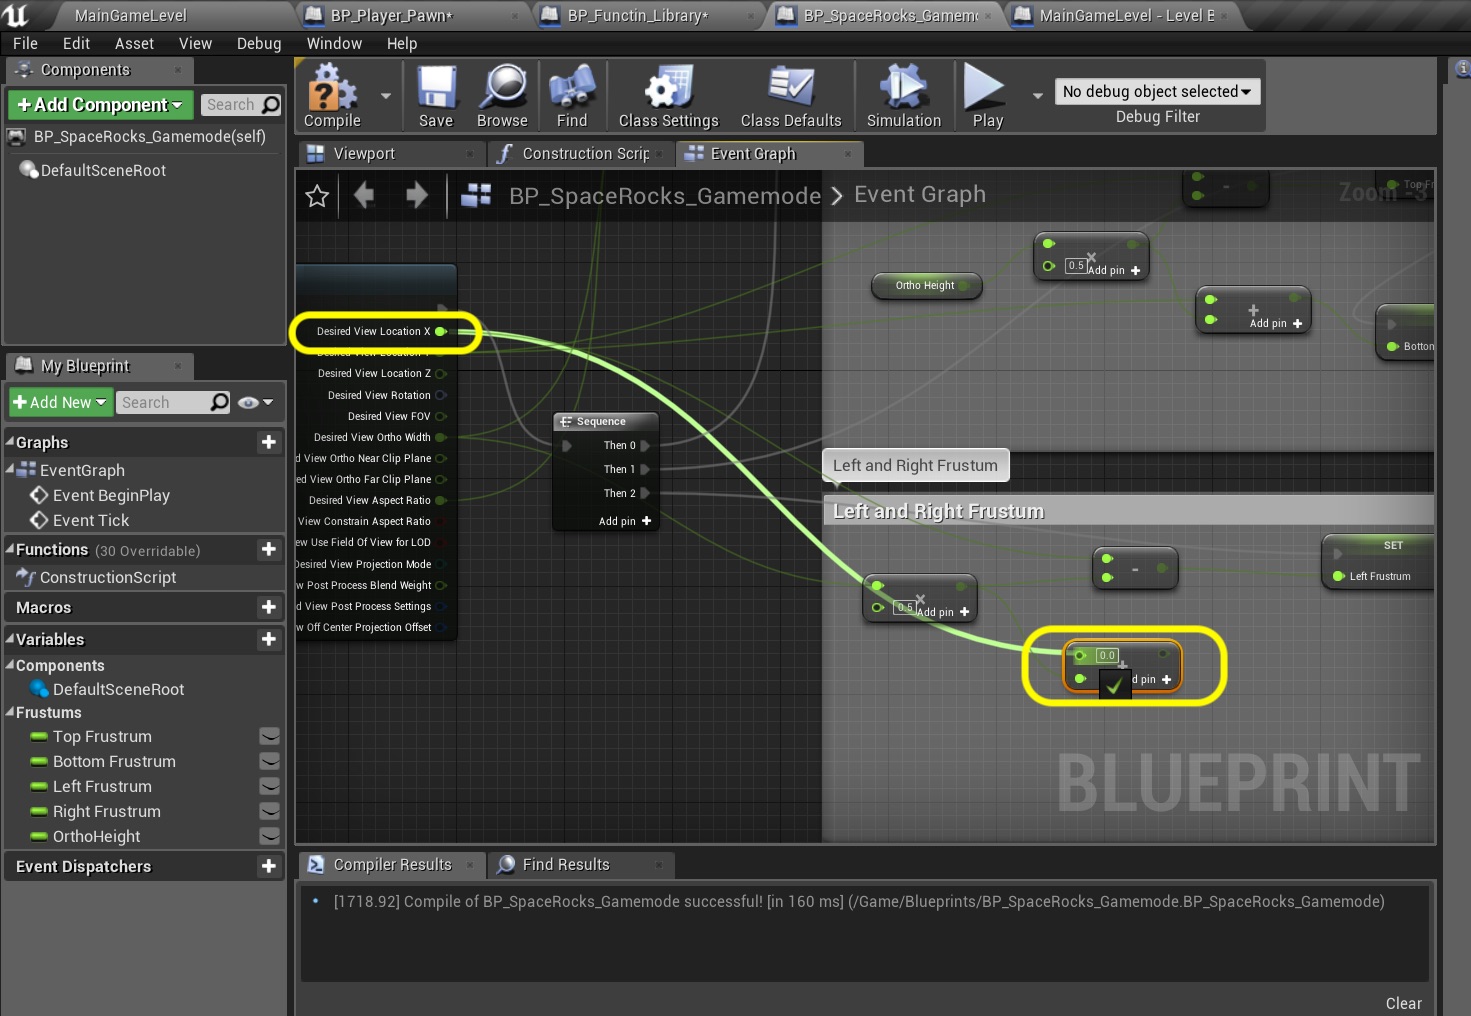 MainGameLevel
BP_Player_Pawn*
BP_Functin_Library*
BP_SpaceRocks_Gamem
MainGameLevel - Level B
File Edit Asset View Debug Window Help
Components
+Add Component
Search
BP_SpaceRocks_Gamemode(self)
DefaultSceneRoot
Compile
Save
Browse
Find
Class Settings
Class Defaults
Simulation
Play
No debug object selected
Debug Filter
Viewport
Construction Scrip
Event Graph
BP_SpaceRocks_Gamemode > Event Graph
Zoom -3
Top Fr
-
Ortho Height
×
0.5
Add pin +
+
Add pin +
Bottom
Desired View Location X
Desired View Location Y
Desired View Location Z
Desired View Rotation
Desired View FOV
Desired View Ortho Width
d View Ortho Near Clip Plane
ed View Ortho Far Clip Plane
Desired View Aspect Ratio
View Constrain Aspect Ratio
ew Use Field Of View for LOD
Desired View Projection Mode
w Post Process Blend Weight
d View Post Process Settings
w Off Center Projection Offset
Sequence
Then 0
Then 1
Then 2
Add pin +
Left and Right Frustum
Left and Right Frustum
×
0.5
Add pin +
-
SET
Left Frustrum
0.0
+
d pin +
BLUEPRINT
My Blueprint
+Add New
Search
Graphs
EventGraph
Event BeginPlay
Event Tick
Functions (30 Overridable)
ConstructionScript
Macros
Variables
Components
DefaultSceneRoot
Frustums
Top Frustrum
Bottom Frustrum
Left Frustrum
Right Frustrum
OrthoHeight
Event Dispatchers
Compiler Results
Find Results
[1718.92] Compile of BP_SpaceRocks_Gamemode successful! [in 160 ms] (/Game/Blueprints/BP_SpaceRocks_Gamemode.BP_SpaceRocks_Gamemode)
Clear